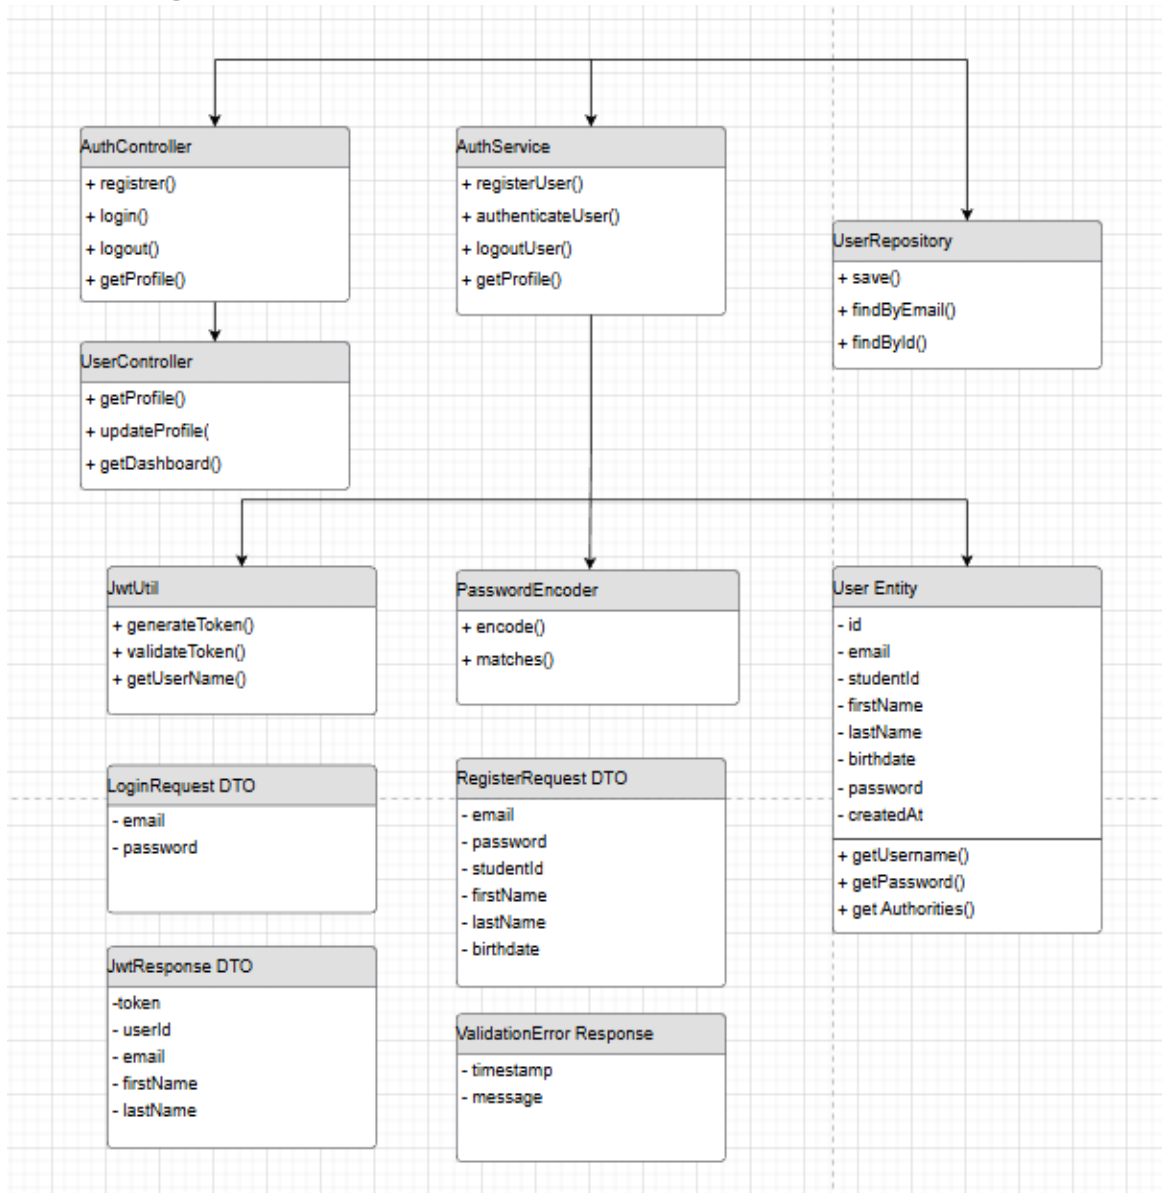 AuthController
+ registrer()
+ login()
+ logout()
+ getProfile()
AuthService
+ registerUser()
+ authenticateUser()
+ logoutUser()
+ getProfile()
UserRepository
+ save()
+ findByEmail()
+ findById()
UserController
+ getProfile()
+ updateProfile(
+ getDashboard()
JwtUtil
+ generateToken()
+ validateToken()
+ getUserName()
PasswordEncoder
+ encode()
+ matches()
User Entity
- id
- email
- studentId
- firstName
- lastName
- birthdate
- password
- createdAt
+ getUsername()
+ getPassword()
+ get Authorities()
LoginRequest DTO
- email
- password
RegisterRequest DTO
- email
- password
- studentId
- firstName
- lastName
- birthdate
JwtResponse DTO
-token
- userId
- email
- firstName
- lastName
ValidationError Response
- timestamp
- message